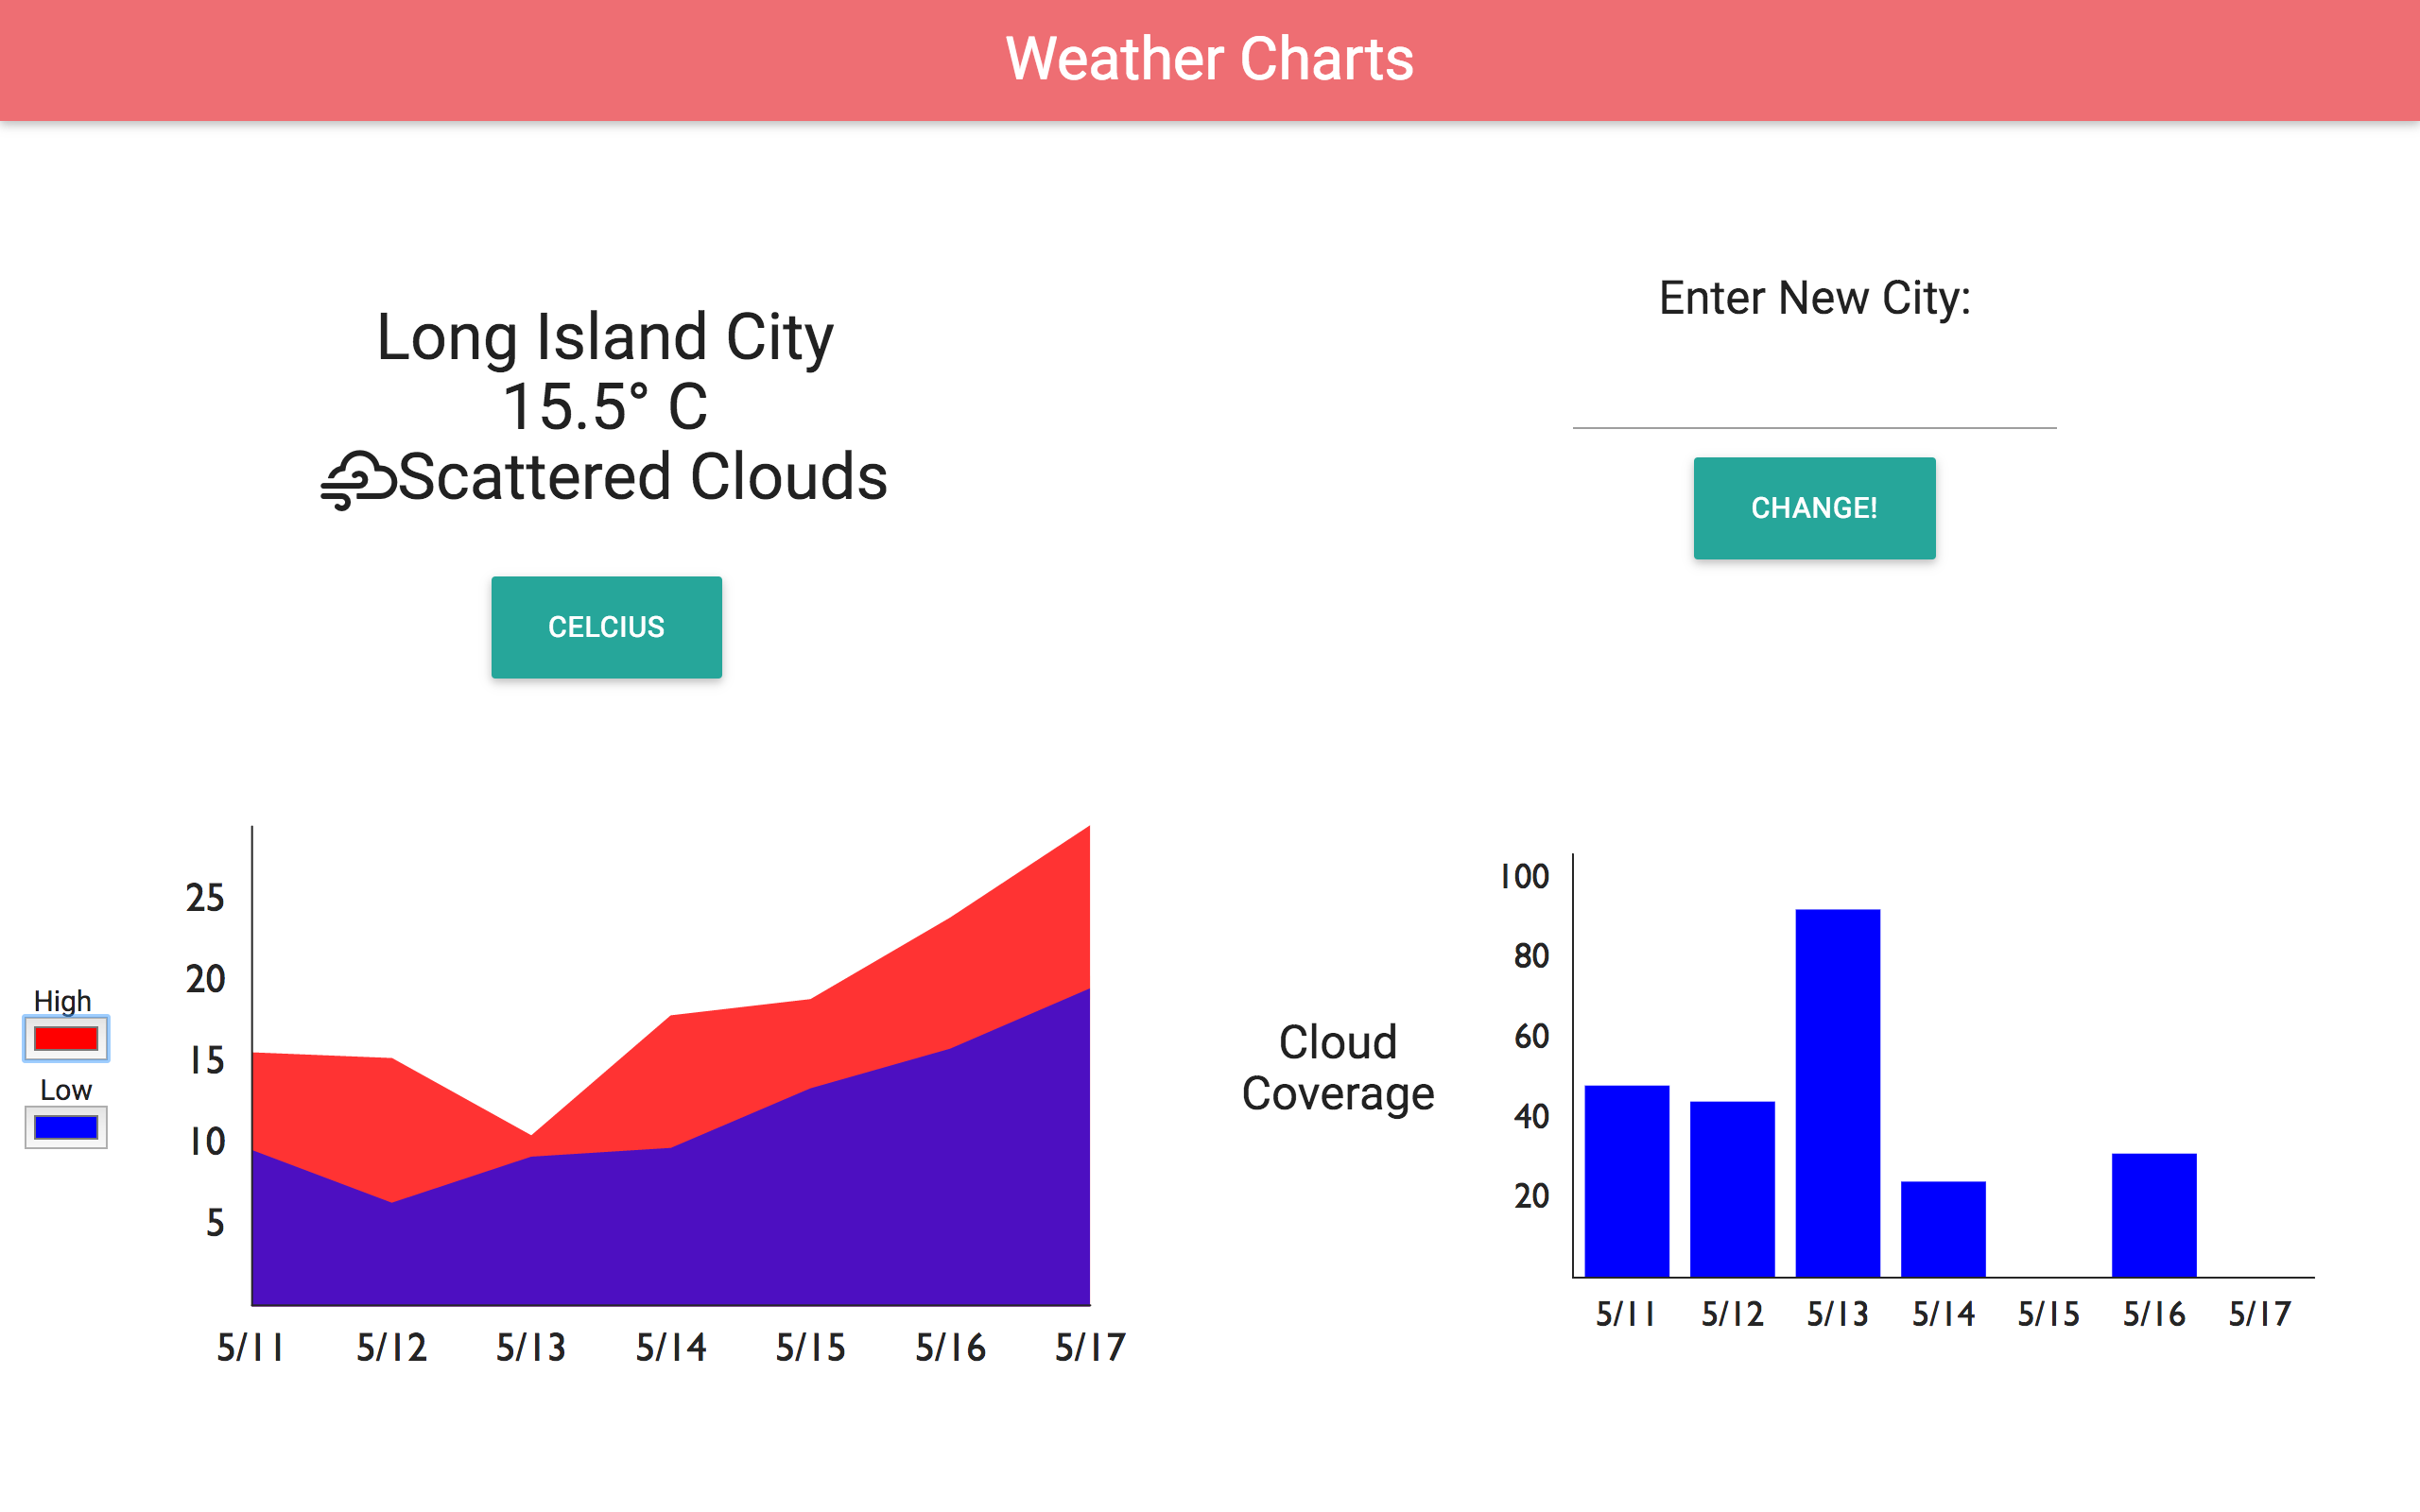 Weather Charts
Long Island City
15.5° C
Scattered Clouds
CELCIUS
Enter New City:
CHANGE!
High
Low
25
20
15
10
5
5/11 5/12 5/13 5/14 5/15 5/16 5/17
Cloud
Coverage
100
80
60
40
20
5/11 5/12 5/13 5/14 5/15 5/16 5/17